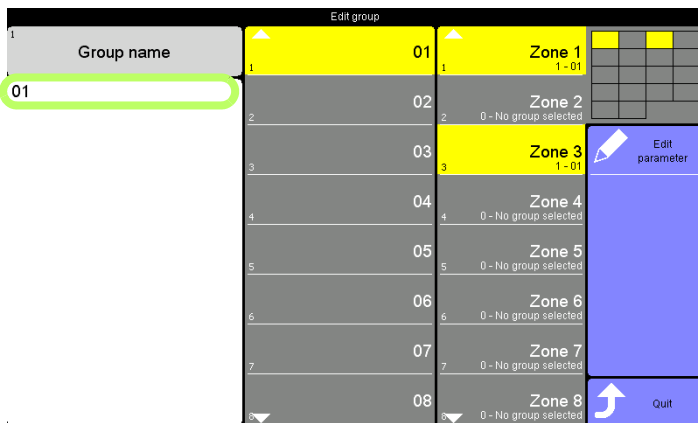 Edit group
1
Group name
01
01
1
02
2
03
3
04
4
05
5
06
6
07
7
08
8
Zone 1
1 1 - 01
Zone 2
2 0 - No group selected
Zone 3
3 1 - 01
Zone 4
4 0 - No group selected
Zone 5
5 0 - No group selected
Zone 6
6 0 - No group selected
Zone 7
7 0 - No group selected
Zone 8
8 0 - No group selected
Edit
parameter
Quit